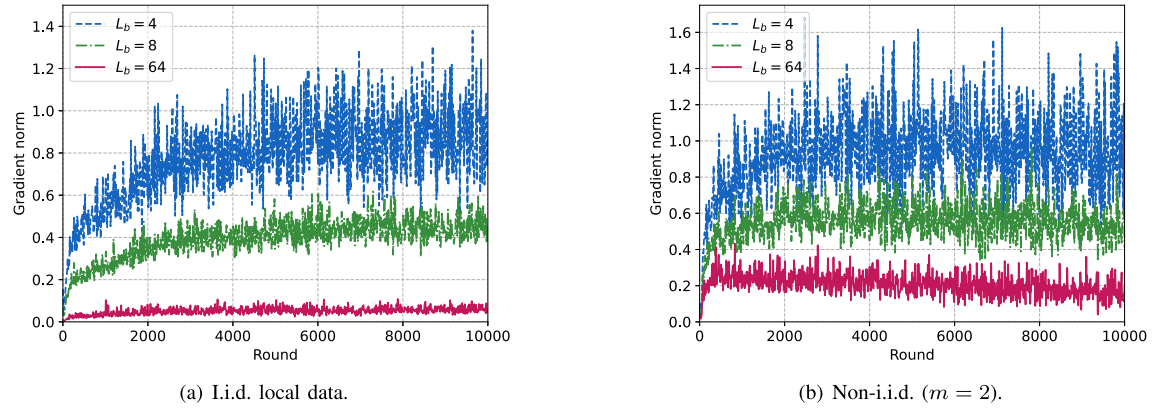 L_b = 4
L_b = 8
L_b = 64
1.4
1.2
1.0
0.8
0.6
0.4
0.2
0.0
Gradient norm
0 2000 4000 6000 8000 10000
Round
(a) I.i.d. local data.
L_b = 4
L_b = 8
L_b = 64
1.6
1.4
1.2
1.0
0.8
0.6
0.4
0.2
0.0
Gradient norm
0 2000 4000 6000 8000 10000
Round
(b) Non-i.i.d. (m = 2).